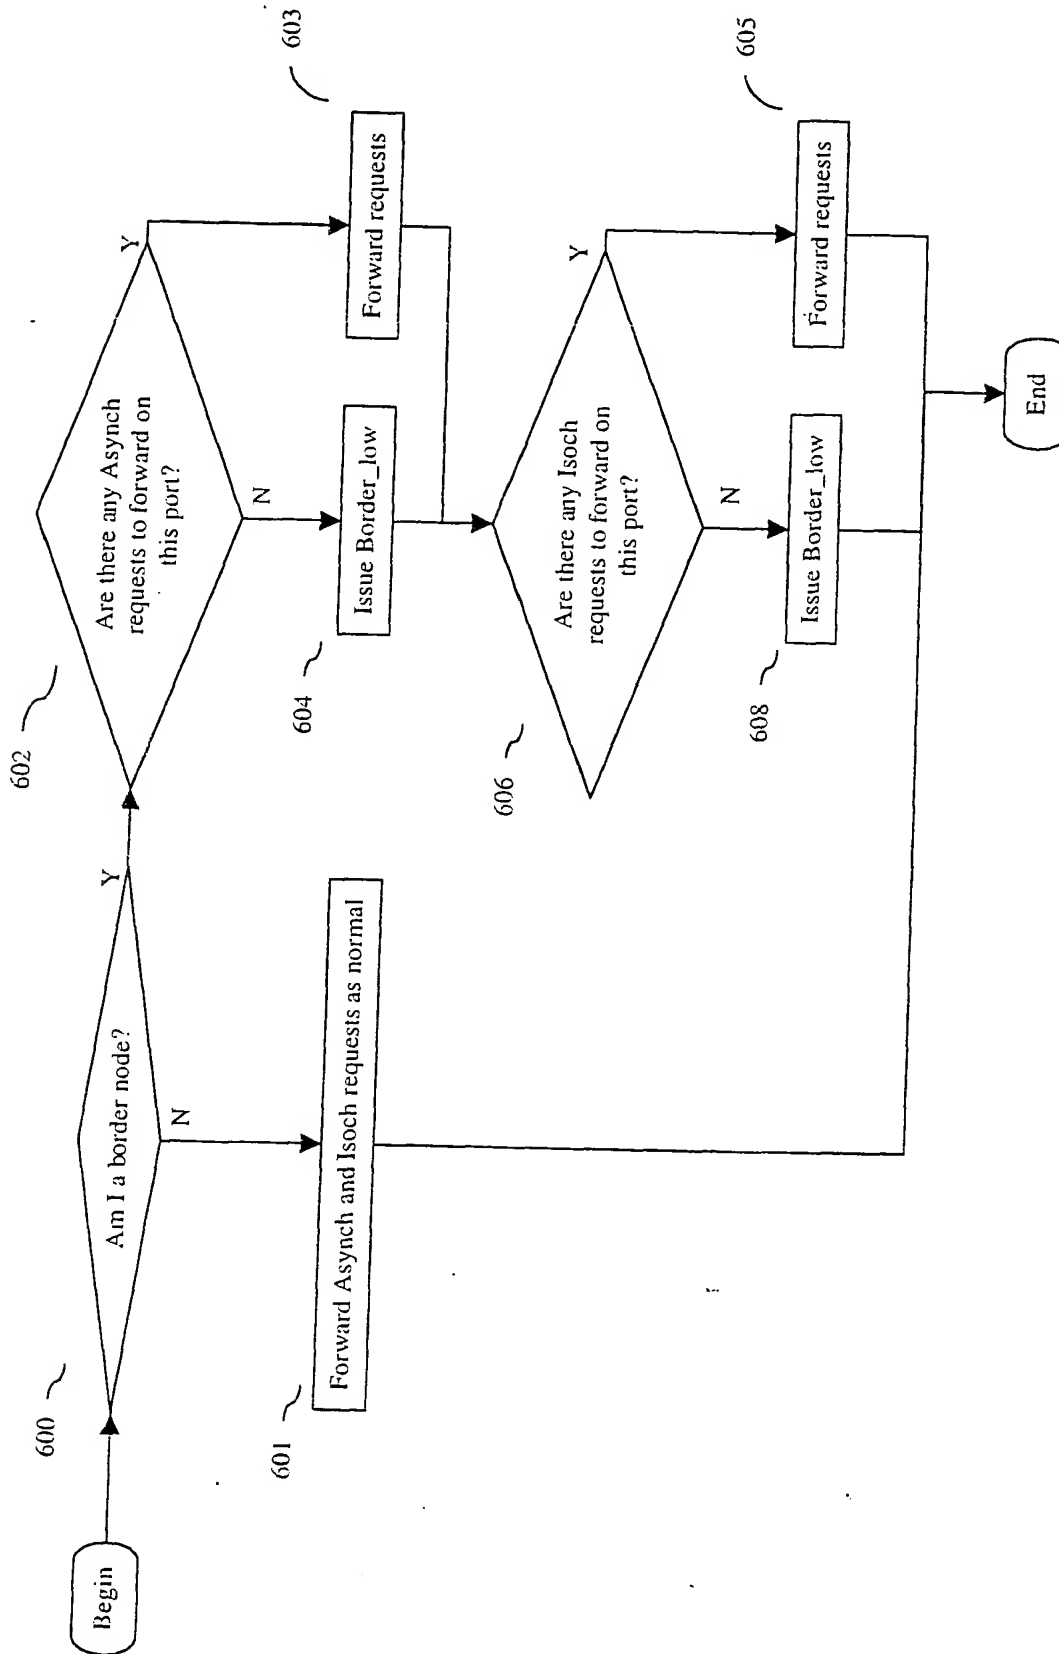 Begin
600
Am I a border node?
Y
N
601
Forward Asynch and Isoch requests as normal
602
Are there any Asynch
requests to forward on
this port?
Y
N
603
Forward requests
604
Issue Border_low
606
Are there any Isoch
requests to forward on
this port?
Y
N
605
Forward requests
608
Issue Border_low
End